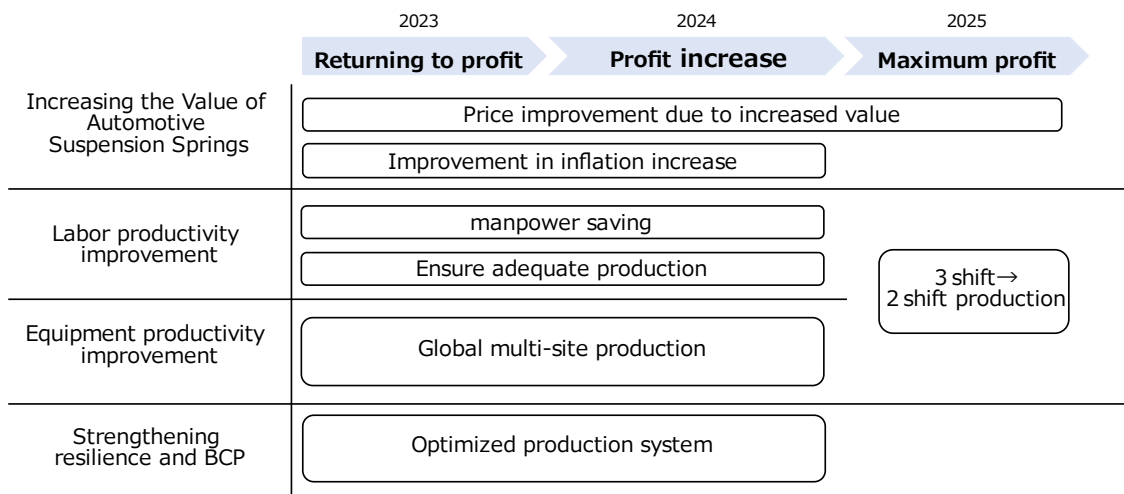 2023
2024
2025
Returning to profit
Profit increase
Maximum profit
Increasing the Value of
Automotive
Suspension Springs
Price improvement due to increased value
Improvement in inflation increase
Labor productivity
improvement
manpower saving
Ensure adequate production
3 shift→
2 shift production
Equipment productivity
improvement
Global multi-site production
Strengthening
resilience and BCP
Optimized production system